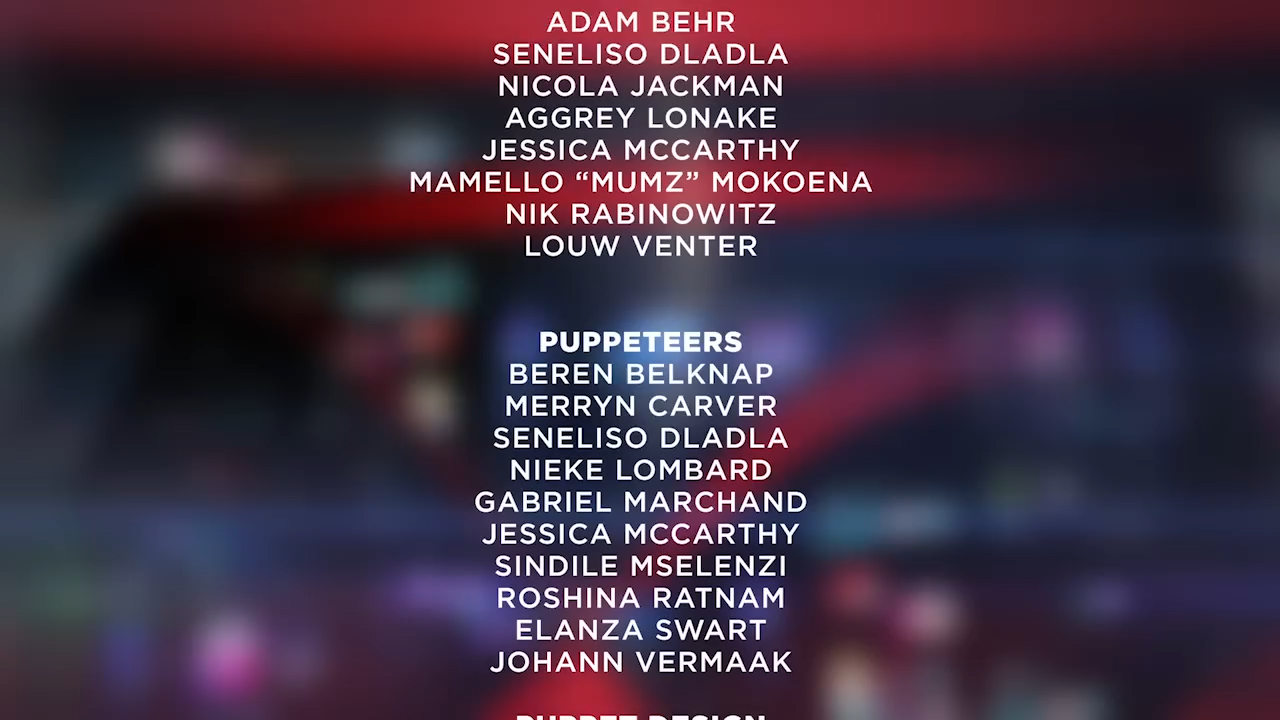 ADAM BEHR
SENELISO DLADLA
NICOLA JACKMAN
AGGREY LONAKE
JESSICA MCCARTHY
MAMELLO “MUMZ” MOKOENA
NIK RABINOWITZ
LOUW VENTER
PUPPETEERS
BEREN BELKNAP
MERRYN CARVER
SENELISO DLADLA
NIEKE LOMBARD
GABRIEL MARCHAND
JESSICA MCCARTHY
SINDILE MSELENZI
ROSHINA RATNAM
ELANZA SWART
JOHANN VERMAAK
PUPPET DESIGN